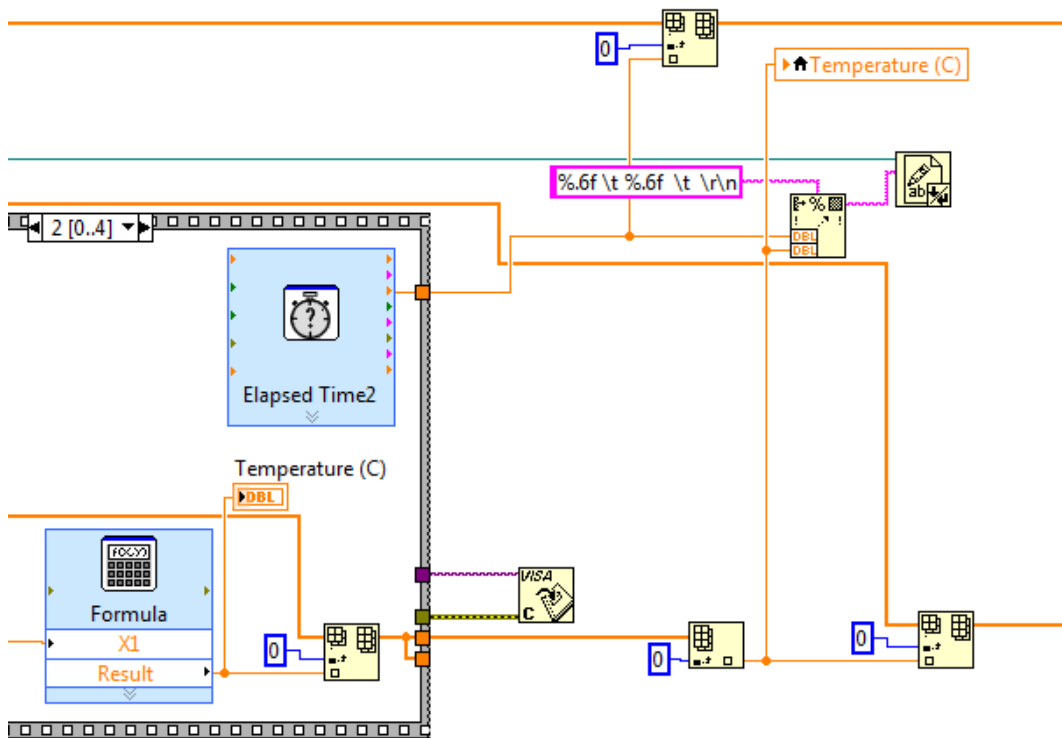 0
Temperature (C)
%.6f \t %.6f \t \r\n
ab
%
DBL
DBL
2 [0..4]
?
Elapsed Time2
Temperature (C)
DBL
f(X,Y)
Formula
X1
Result
0
VISA
C
0
0